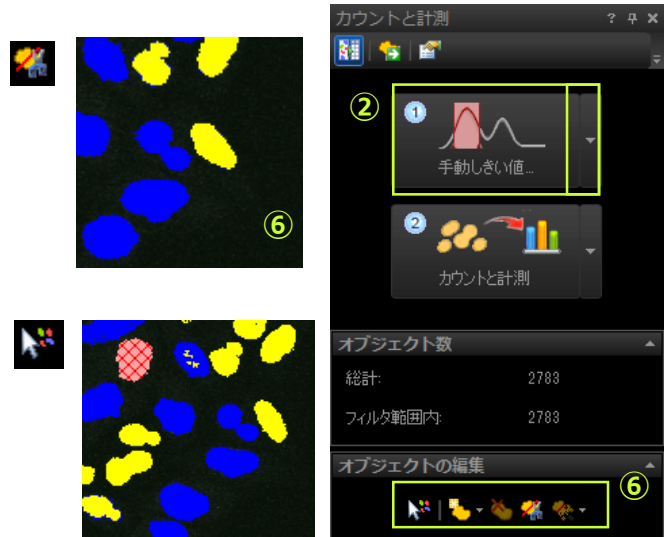 カウントと計測
?
②
1
手動しきい値...
2
カウントと計測
⑥
オブジェクト数
総計: 2783
フィルタ範囲内: 2783
オブジェクトの編集
⑥